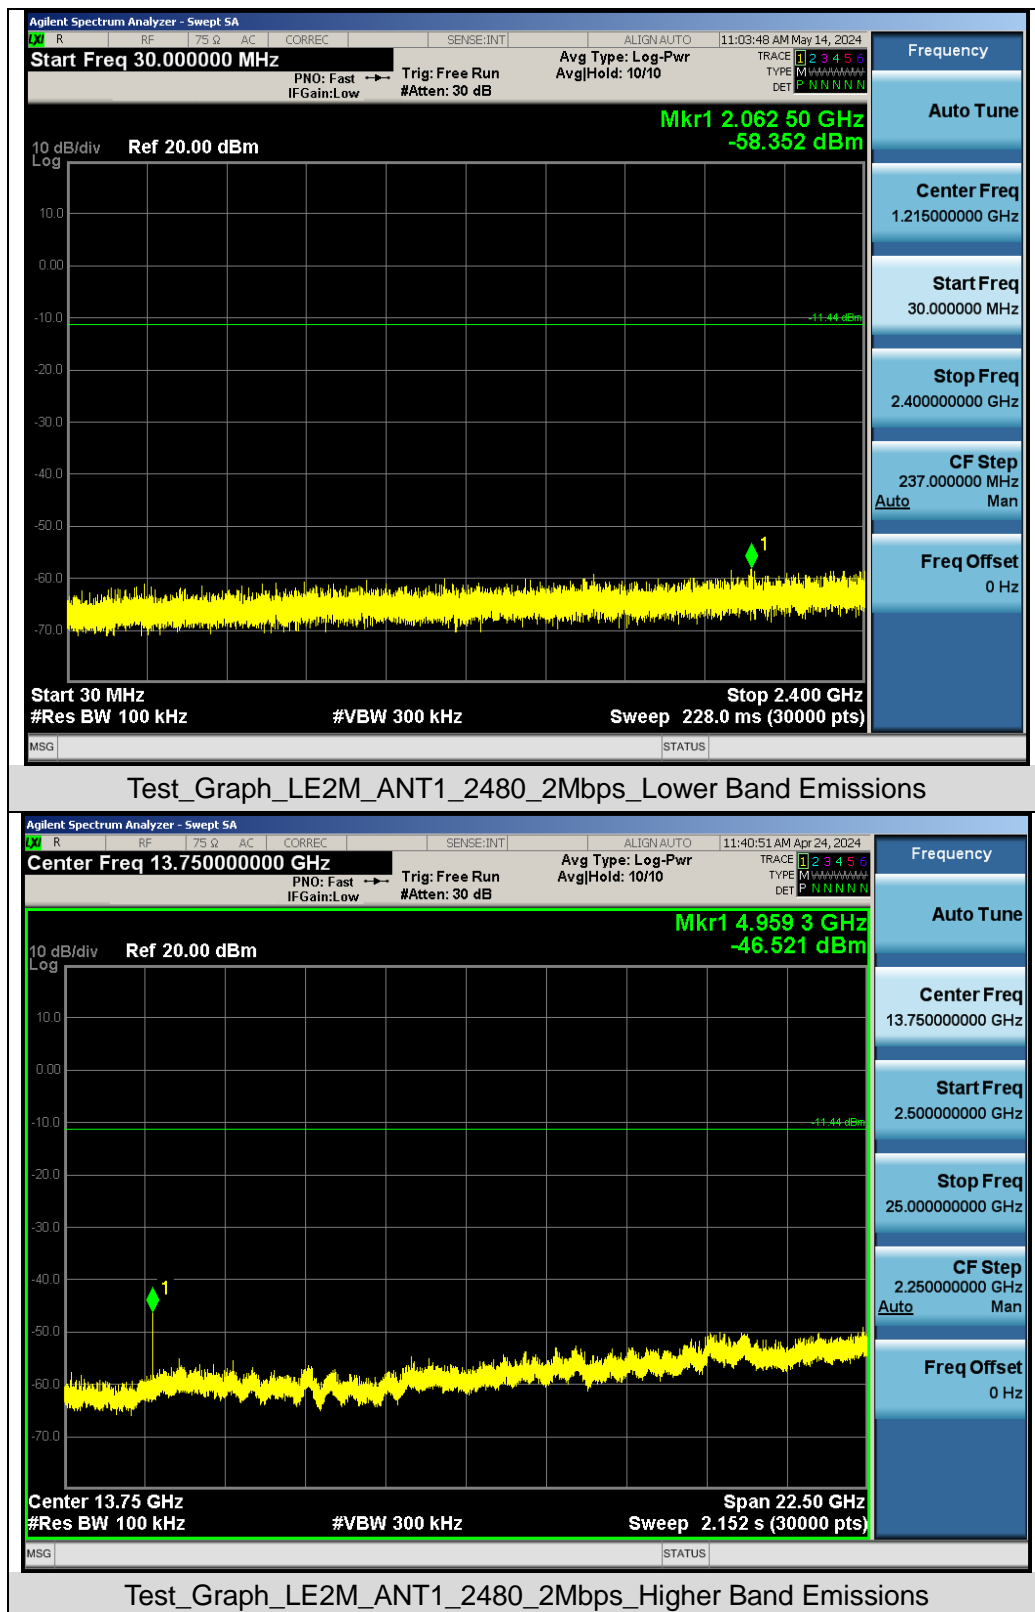 Agilent Spectrum Analyzer - Swept SA
LXI R RF 75 Ω AC CORREC SENSE:INT ALIGN AUTO 11:03:48 AM May 14, 2024
Start Freq 30.000000 MHz
PNO: Fast
IFGain:Low
Trig: Free Run
#Atten: 30 dB
Avg Type: Log-Pwr
Avg|Hold: 10/10
TRACE 1 2 3 4 5 6
TYPE M
DET P N N N N N
Mkr1 2.062 50 GHz
-58.352 dBm
10 dB/div Ref 20.00 dBm
Log
10.0
0.00
-10.0
-11.44 dBm
-20.0
-30.0
-40.0
-50.0
1
-60.0
-70.0
Start 30 MHz Stop 2.400 GHz
#Res BW 100 kHz #VBW 300 kHz Sweep 228.0 ms (30000 pts)
MSG STATUS
Frequency
Auto Tune
Center Freq
1.215000000 GHz
Start Freq
30.000000 MHz
Stop Freq
2.400000000 GHz
CF Step
237.000000 MHz
Auto Man
Freq Offset
0 Hz
Test_Graph_LE2M_ANT1_2480_2Mbps_Lower Band Emissions
Agilent Spectrum Analyzer - Swept SA
LXI R RF 75 Ω AC CORREC SENSE:INT ALIGN AUTO 11:40:51 AM Apr 24, 2024
Center Freq 13.750000000 GHz
PNO: Fast
IFGain:Low
Trig: Free Run
#Atten: 30 dB
Avg Type: Log-Pwr
Avg|Hold: 10/10
TRACE 1 2 3 4 5 6
TYPE M
DET P N N N N N
Mkr1 4.959 3 GHz
-46.521 dBm
10 dB/div Ref 20.00 dBm
Log
10.0
0.00
-10.0
-11.44 dBm
-20.0
-30.0
-40.0
1
-50.0
-60.0
-70.0
Center 13.75 GHz Span 22.50 GHz
#Res BW 100 kHz #VBW 300 kHz Sweep 2.152 s (30000 pts)
MSG STATUS
Frequency
Auto Tune
Center Freq
13.750000000 GHz
Start Freq
2.500000000 GHz
Stop Freq
25.000000000 GHz
CF Step
2.250000000 GHz
Auto Man
Freq Offset
0 Hz
Test_Graph_LE2M_ANT1_2480_2Mbps_Higher Band Emissions